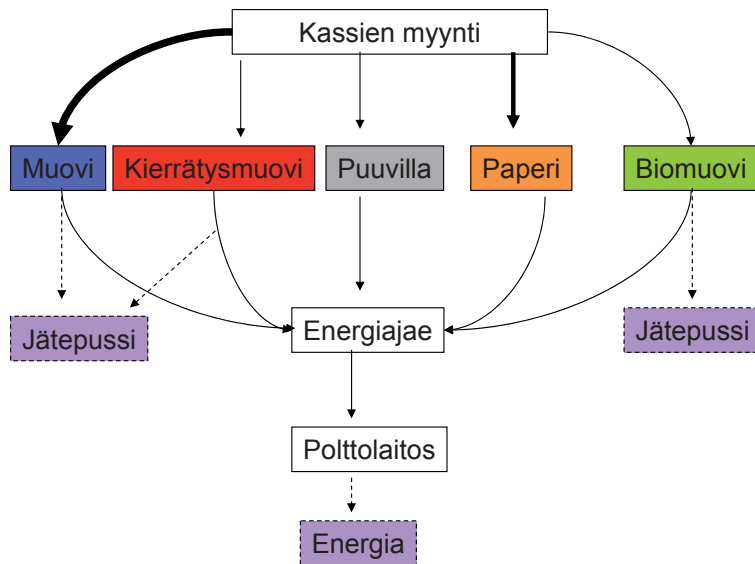 Kassien myynti
Muovi
Kierrätysmuovi
Puuvilla
Paperi
Biomuovi
Jätepussi
Energiajae
Jätepussi
Polttolaitos
Energia